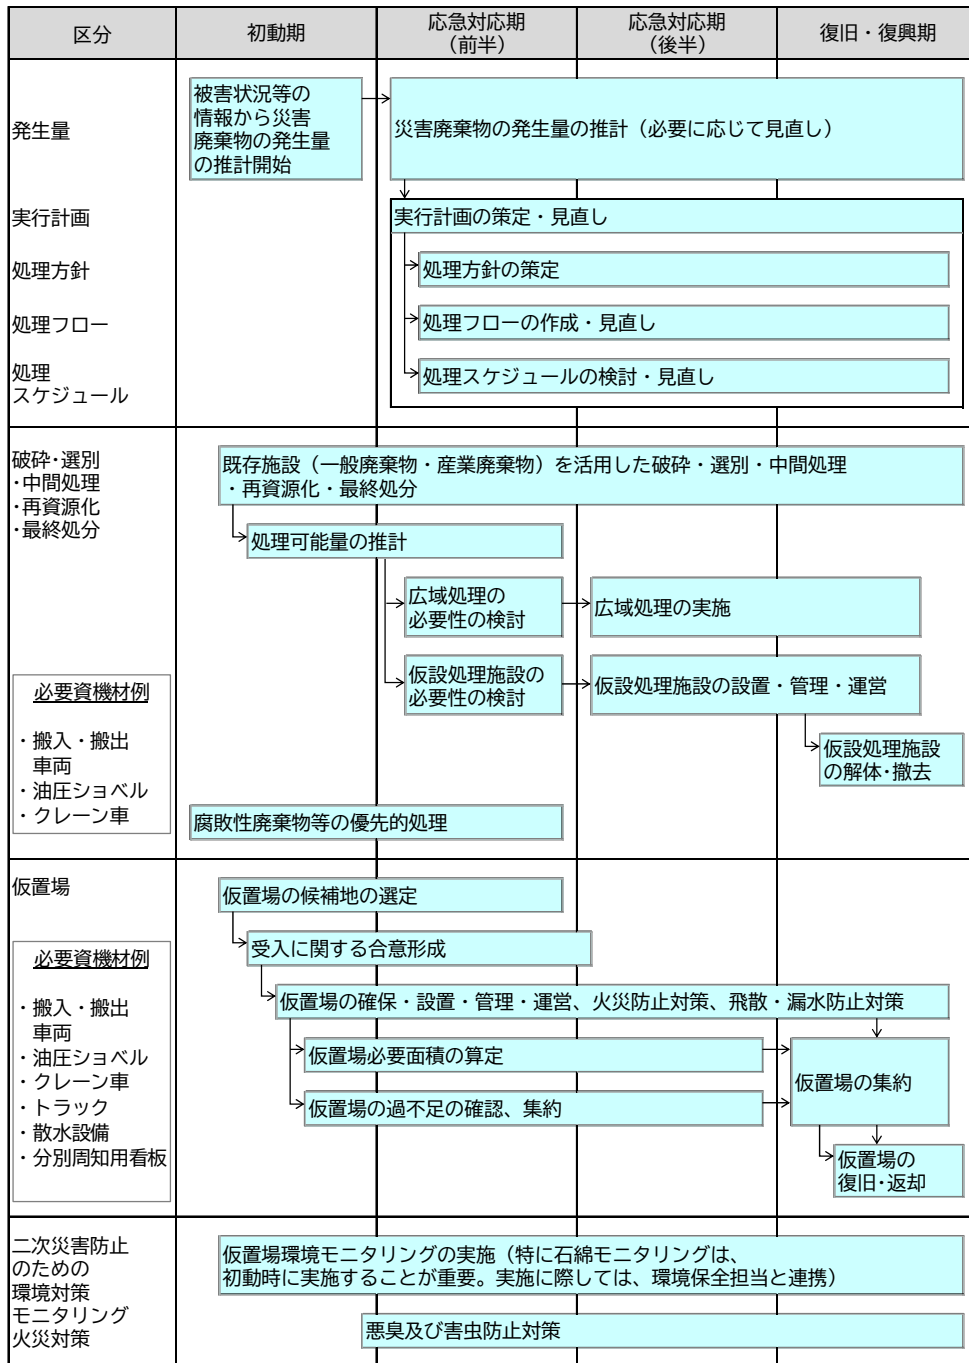 区分
初動期
応急対応期
（前半）
応急対応期
（後半）
復旧・復興期
発生量
被害状況等の
情報から災害
廃棄物の発生量
の推計開始
災害廃棄物の発生量の推計（必要に応じて見直し）
実行計画
実行計画の策定・見直し
処理方針
処理方針の策定
処理フロー
処理フローの作成・見直し
処理
スケジュール
処理スケジュールの検討・見直し
破砕・選別
・中間処理
・再資源化
・最終処分
既存施設（一般廃棄物・産業廃棄物）を活用した破砕・選別・中間処理
・再資源化・最終処分
処理可能量の推計
広域処理の
必要性の検討
広域処理の実施
仮設処理施設の
必要性の検討
仮設処理施設の設置・管理・運営
仮設処理施設
の解体・撤去
必要資機材例
・搬入・搬出
車両
・油圧ショベル
・クレーン車
腐敗性廃棄物等の優先的処理
仮置場
仮置場の候補地の選定
受入に関する合意形成
仮置場の確保・設置・管理・運営、火災防止対策、飛散・漏水防止対策
仮置場必要面積の算定
仮置場の過不足の確認、集約
仮置場の集約
仮置場の
復旧・返却
必要資機材例
・搬入・搬出
車両
・油圧ショベル
・クレーン車
・トラック
・散水設備
・分別周知用看板
二次災害防止
のための
環境対策
モニタリング
火災対策
仮置場環境モニタリングの実施（特に石綿モニタリングは、
初動時に実施することが重要。実施に際しては、環境保全担当と連携）
悪臭及び害虫防止対策